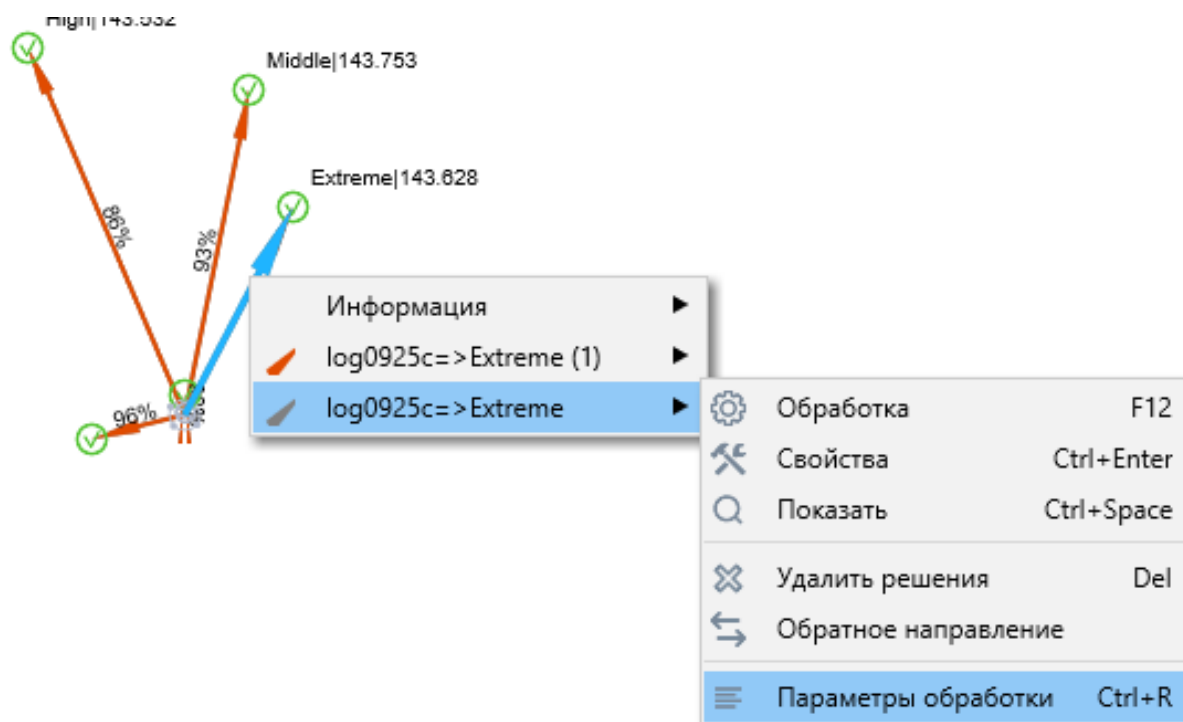 High|143.532
Middle|143.753
Extreme|143.628
86%
93%
96%
Информация
log0925c=>Extreme (1)
log0925c=>Extreme
Обработка F12
Свойства Ctrl+Enter
Показать Ctrl+Space
Удалить решения Del
Обратное направление
Параметры обработки Ctrl+R